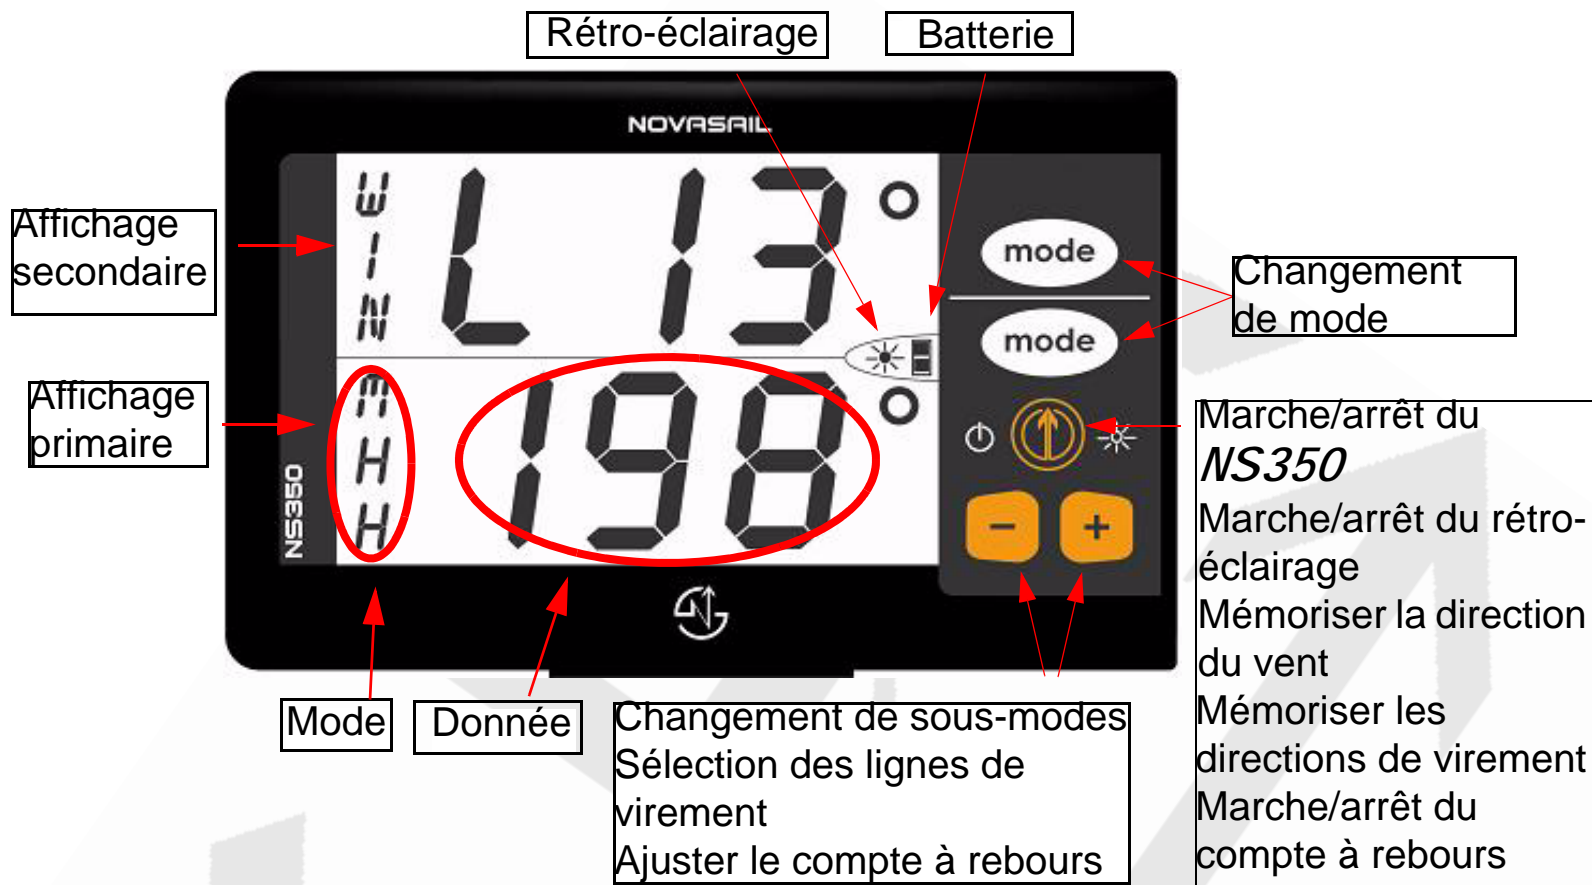 Rétro-éclairage
Batterie
NOVASAIL
Affichage
secondaire
W
I
N
L 13°
mode
mode
Changement
de mode
Affichage
primaire
M
H
H
198°
NS350
- +
Marche/arrêt du
NS350
Marche/arrêt du rétro-
éclairage
Mémoriser la direction
du vent
Mémoriser les
directions de virement
Marche/arrêt du
compte à rebours
Mode
Donnée
Changement de sous-modes
Sélection des lignes de
virement
Ajuster le compte à rebours